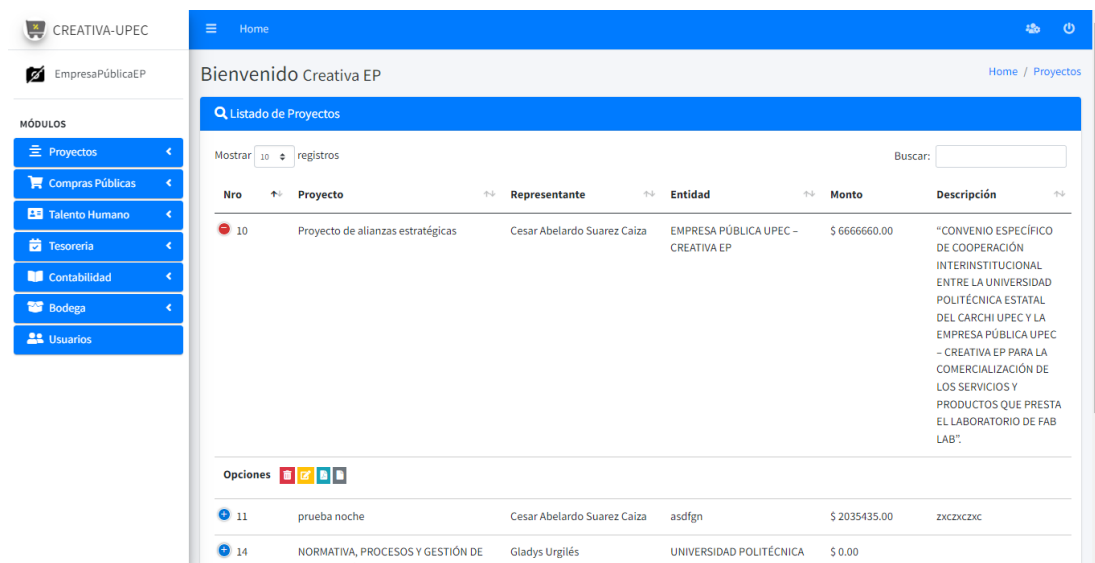 CREATIVA-UPEC
Home
EmpresaPúblicaEP
Bienvenido Creativa EP
Home / Proyectos
MÓDULOS
Proyectos
Compras Públicas
Talento Humano
Tesoreria
Contabilidad
Bodega
Usuarios
Listado de Proyectos
Mostrar 10 registros
Buscar:
Nro Proyecto Representante Entidad Monto Descripción
10 Proyecto de alianzas estratégicas Cesar Abelardo Suarez Caiza EMPRESA PÚBLICA UPEC – $ 6666660.00 “CONVENIO ESPECÍFICO
CREATIVA EP DE COOPERACIÓN
INTERINSTITUCIONAL
ENTRE LA UNIVERSIDAD
POLITÉCNICA ESTATAL
DEL CARCHI UPEC Y LA
EMPRESA PÚBLICA UPEC
– CREATIVA EP PARA LA
COMERCIALIZACIÓN DE
LOS SERVICIOS Y
PRODUCTOS QUE PRESTA
EL LABORATORIO DE FAB
LAB”.
Opciones
11 prueba noche Cesar Abelardo Suarez Caiza asdfgn $ 2035435.00 zxczxczxc
14 NORMATIVA, PROCESOS Y GESTIÓN DE Gladys Urgilés UNIVERSIDAD POLITÉCNICA $ 0.00